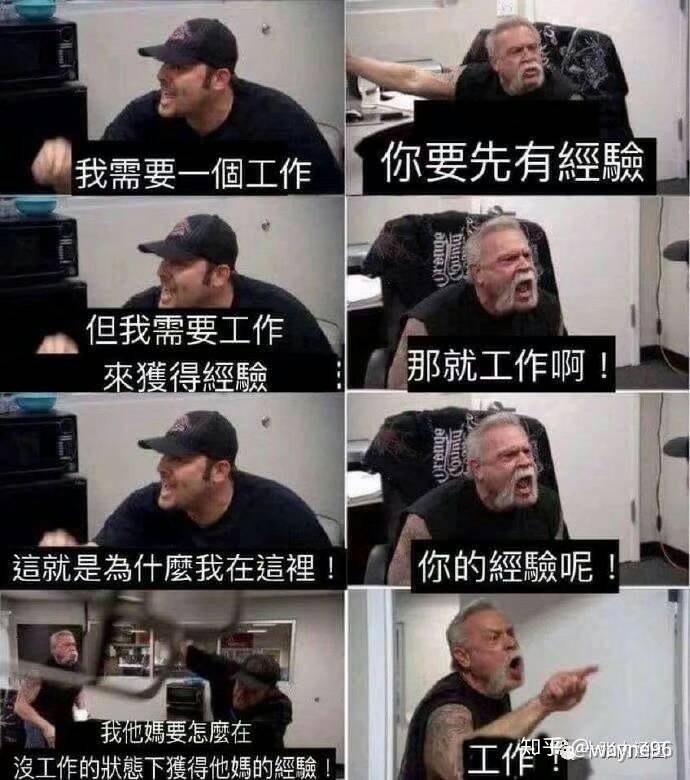 我需要一個工作
你要先有經驗
但我需要工作
來獲得經驗
那就工作啊！
這就是為什麼我在這裡！
你的經驗呢！
我他媽要怎麼在
沒工作的狀態下獲得他媽的經驗！
工作！
知乎
wayne96